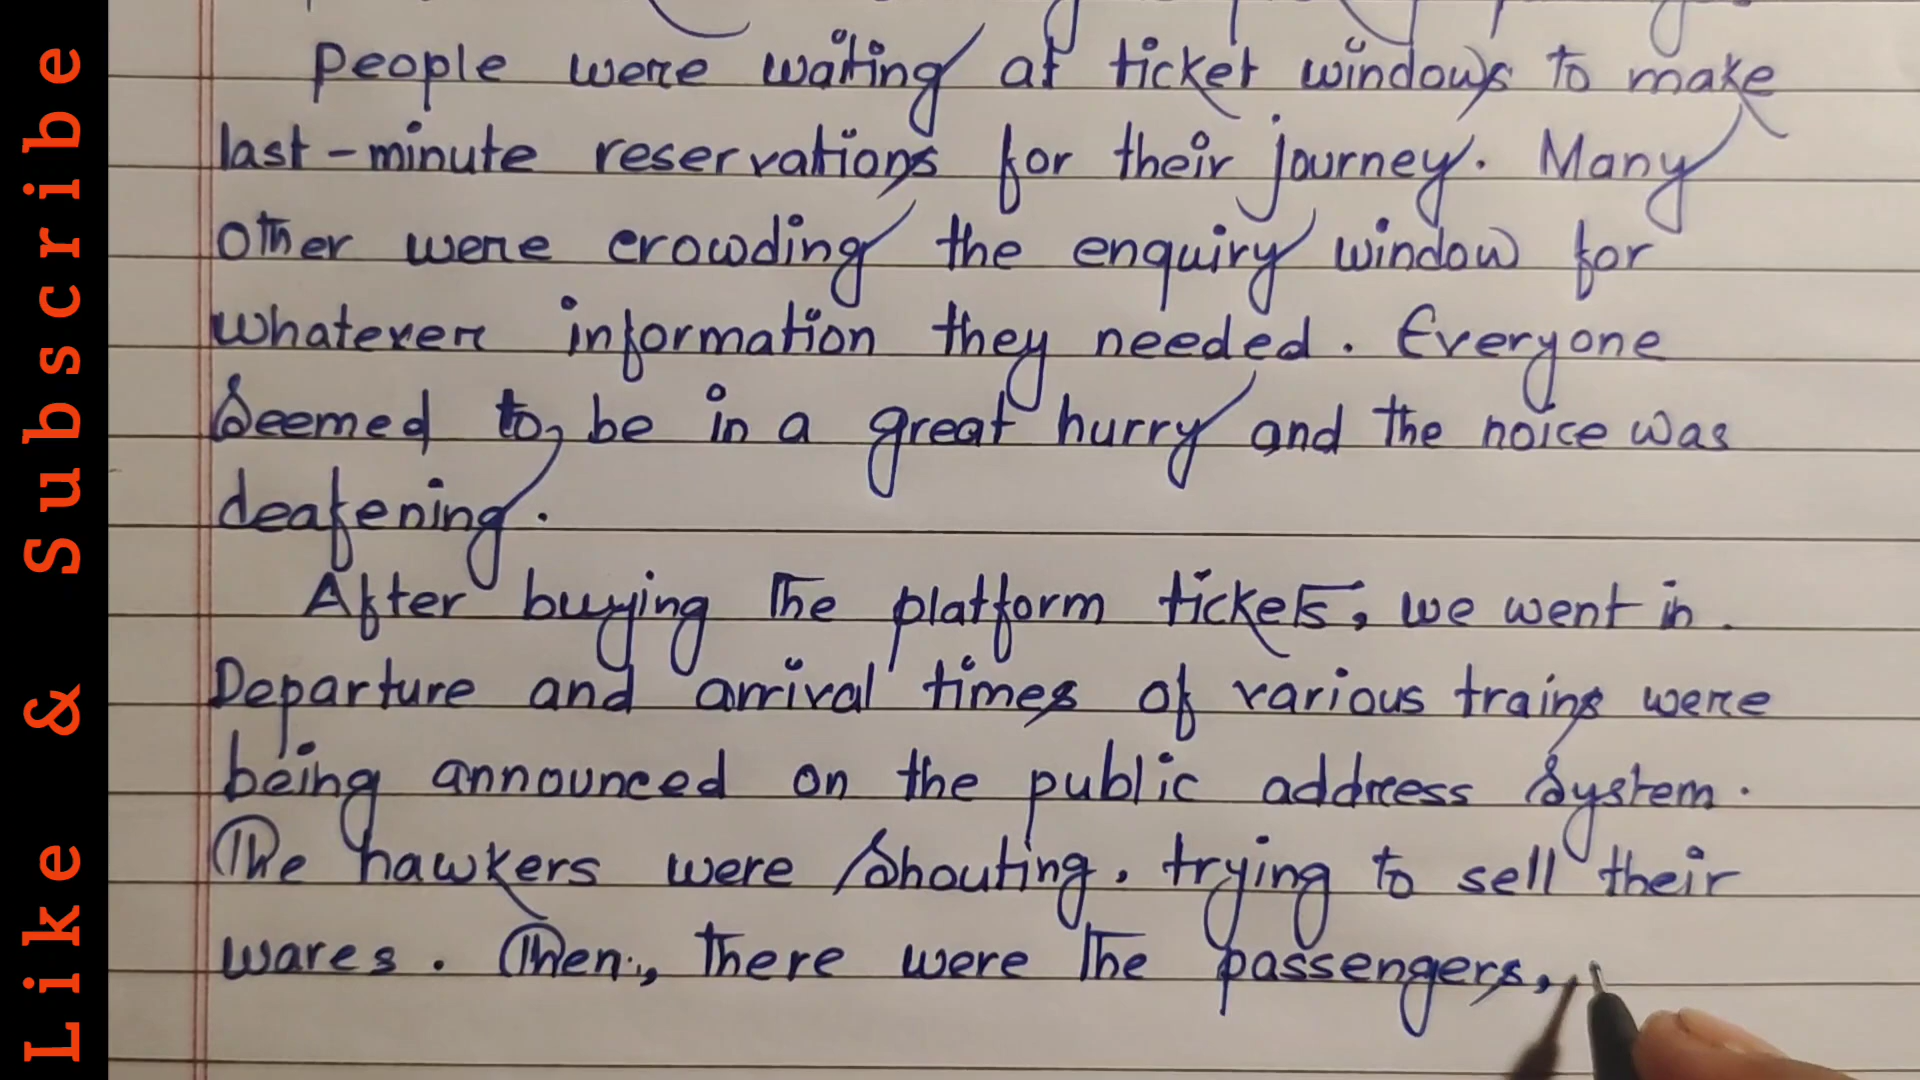 Like & Subscribe
people were waiting at ticket windows to make
last-minute reservations for their journey. Many
other were crowding the enquiry window for
whatever information they needed. Everyone
Seemed to be in a great hurry and the noice was
deafening.
After buying the platform tickets, we went in.
Departure and arrival times of various trains were
being announced on the public address system.
The hawkers were shouting, trying to sell their
wares. Then, there were the passengers,